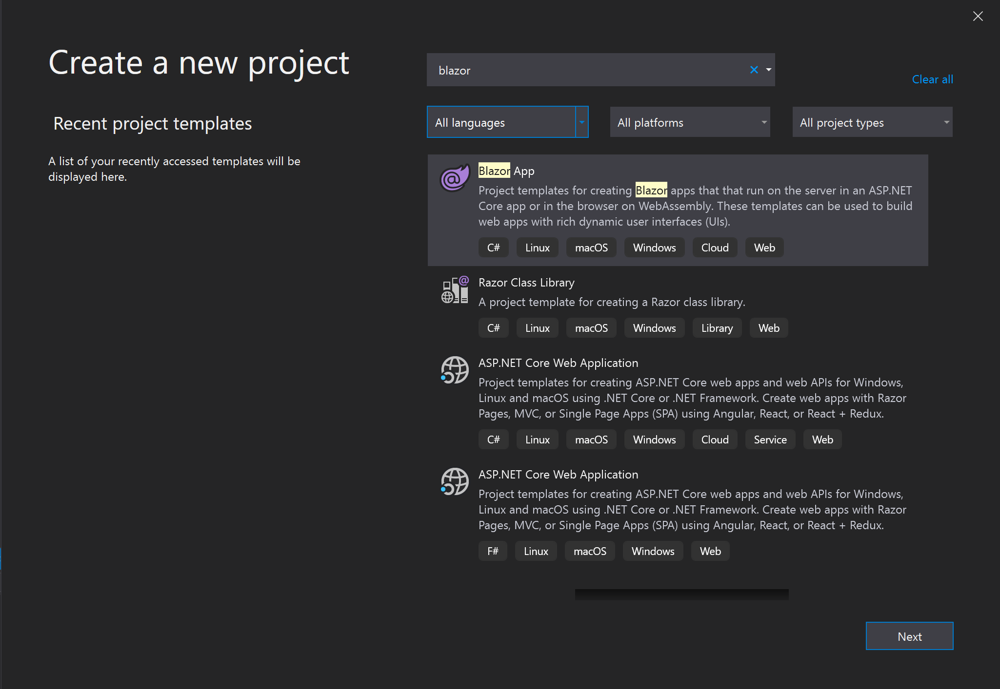 Create a new project
Recent project templates
A list of your recently accessed templates will be
displayed here.
blazor
Clear all
All languages
All platforms
All project types
Blazor App
Project templates for creating Blazor apps that that run on the server in an ASP.NET
Core app or in the browser on WebAssembly. These templates can be used to build
web apps with rich dynamic user interfaces (UIs).
C# Linux macOS Windows Cloud Web
Razor Class Library
A project template for creating a Razor class library.
C# Linux macOS Windows Library Web
ASP.NET Core Web Application
Project templates for creating ASP.NET Core web apps and web APIs for Windows,
Linux and macOS using .NET Core or .NET Framework. Create web apps with Razor
Pages, MVC, or Single Page Apps (SPA) using Angular, React, or React + Redux.
C# Linux macOS Windows Cloud Service Web
ASP.NET Core Web Application
Project templates for creating ASP.NET Core web apps and web APIs for Windows,
Linux and macOS using .NET Core or .NET Framework. Create web apps with Razor
Pages, MVC, or Single Page Apps (SPA) using Angular, React, or React + Redux.
F# Linux macOS Windows Web
Next